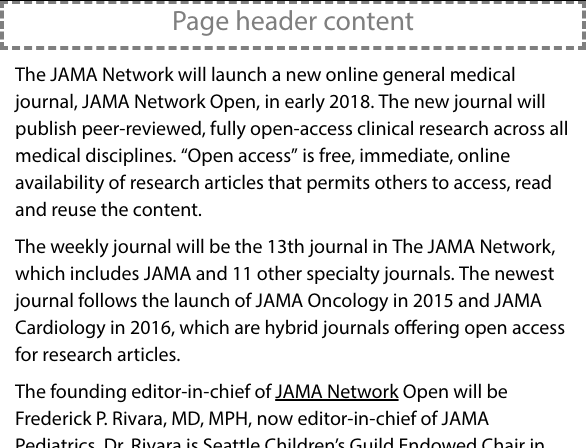 Page header content
The JAMA Network will launch a new online general medical
journal, JAMA Network Open, in early 2018. The new journal will
publish peer-reviewed, fully open-access clinical research across all
medical disciplines. “Open access” is free, immediate, online
availability of research articles that permits others to access, read
and reuse the content.
The weekly journal will be the 13th journal in The JAMA Network,
which includes JAMA and 11 other specialty journals. The newest
journal follows the launch of JAMA Oncology in 2015 and JAMA
Cardiology in 2016, which are hybrid journals offering open access
for research articles.
The founding editor-in-chief of JAMA Network Open will be
Frederick P. Rivara, MD, MPH, now editor-in-chief of JAMA
Pediatrics. Dr. Rivara is Seattle Children’s Guild Endowed Chair in